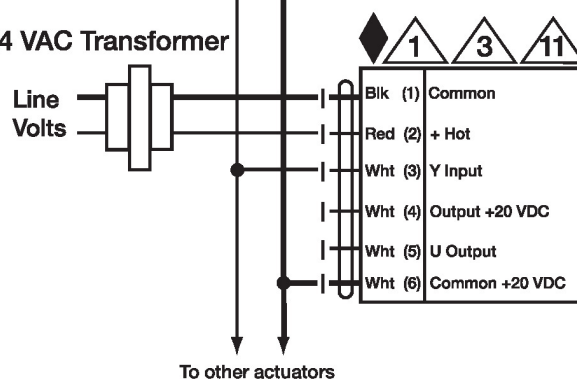 4 VAC Transformer
1 3 11
Line
Volts
Blk (1) Common
Red (2) + Hot
Wht (3) Y Input
Wht (4) Output +20 VDC
Wht (5) U Output
Wht (6) Common +20 VDC
To other actuators